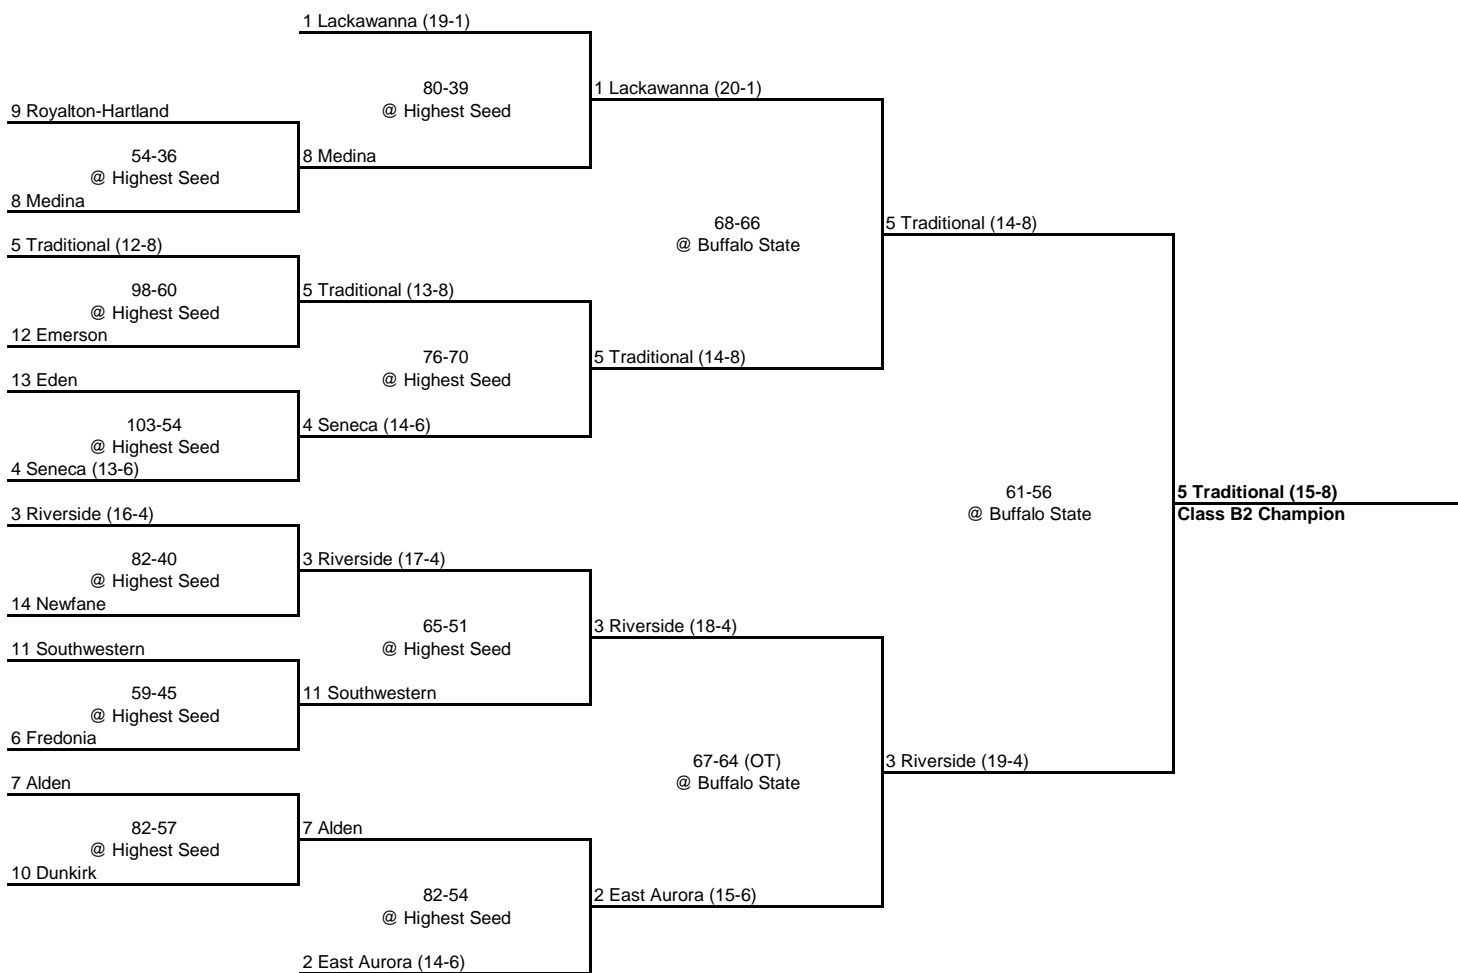 1 Lackawanna (19-1)
80-39
@ Highest Seed
1 Lackawanna (20-1)
9 Royalton-Hartland
54-36
@ Highest Seed
8 Medina
8 Medina
68-66
@ Buffalo State
5 Traditional (14-8)
5 Traditional (12-8)
98-60
@ Highest Seed
5 Traditional (13-8)
12 Emerson
76-70
@ Highest Seed
5 Traditional (14-8)
13 Eden
103-54
@ Highest Seed
4 Seneca (14-6)
4 Seneca (13-6)
61-56
@ Buffalo State
5 Traditional (15-8)
Class B2 Champion
3 Riverside (16-4)
82-40
@ Highest Seed
3 Riverside (17-4)
14 Newfane
65-51
@ Highest Seed
3 Riverside (18-4)
11 Southwestern
59-45
@ Highest Seed
11 Southwestern
6 Fredonia
67-64 (OT)
@ Buffalo State
3 Riverside (19-4)
7 Alden
82-57
@ Highest Seed
7 Alden
10 Dunkirk
82-54
@ Highest Seed
2 East Aurora (15-6)
2 East Aurora (14-6)